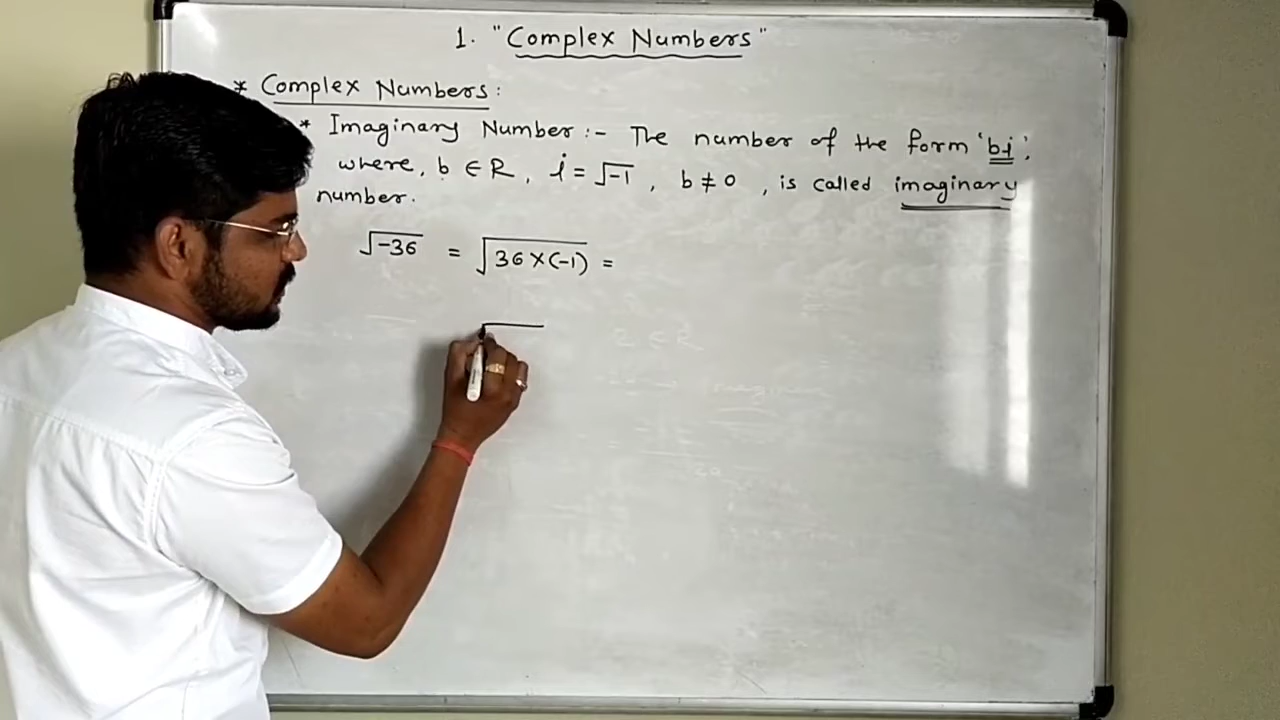 1. "Complex Numbers"
* Complex Numbers:
* Imaginary Number :- The number of the form 'bi',
where, b ∈ R, i = √-1, b ≠ 0, is called imaginary
number.
√-36 = √36×(-1) =